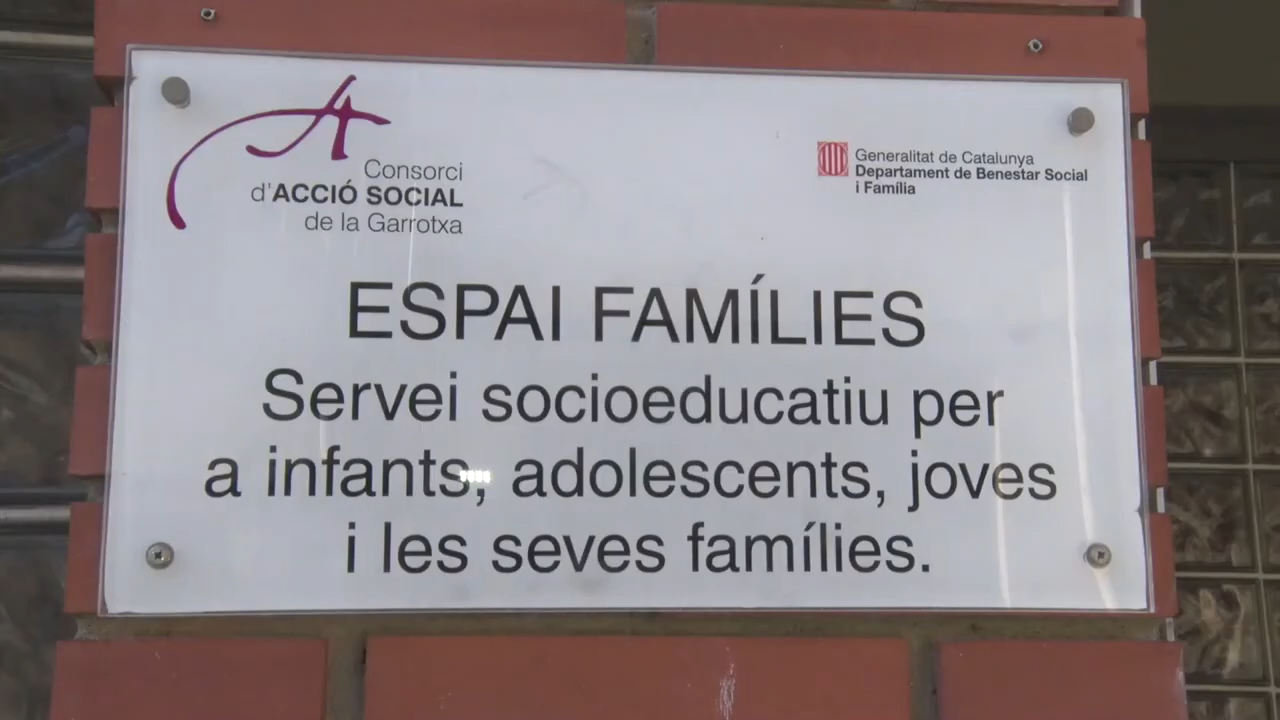 Consorci
d'ACCIÓ SOCIAL
de la Garrotxa
Generalitat de Catalunya
Departament de Benestar Social
i Família
ESPAI FAMÍLIES
Servei socioeducatiu per
a infants, adolescents, joves
i les seves famílies.